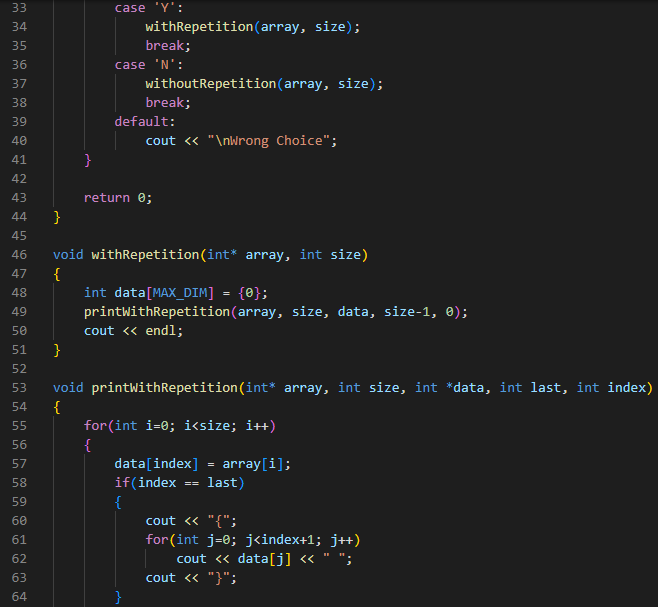 33 case 'Y':
34 withRepetition(array, size);
35 break;
36 case 'N':
37 withoutRepetition(array, size);
38 break;
39 default:
40 cout << "\nWrong Choice";
41 }
42
43 return 0;
44 }
45
46 void withRepetition(int* array, int size)
47 {
48 int data[MAX_DIM] = {0};
49 printWithRepetition(array, size, data, size-1, 0);
50 cout << endl;
51 }
52
53 void printWithRepetition(int* array, int size, int *data, int last, int index)
54 {
55 for(int i=0; i<size; i++)
56 {
57 data[index] = array[i];
58 if(index == last)
59 {
60 cout << "{";
61 for(int j=0; j<index+1; j++)
62 cout << data[j] << " ";
63 cout << "}";
64 }